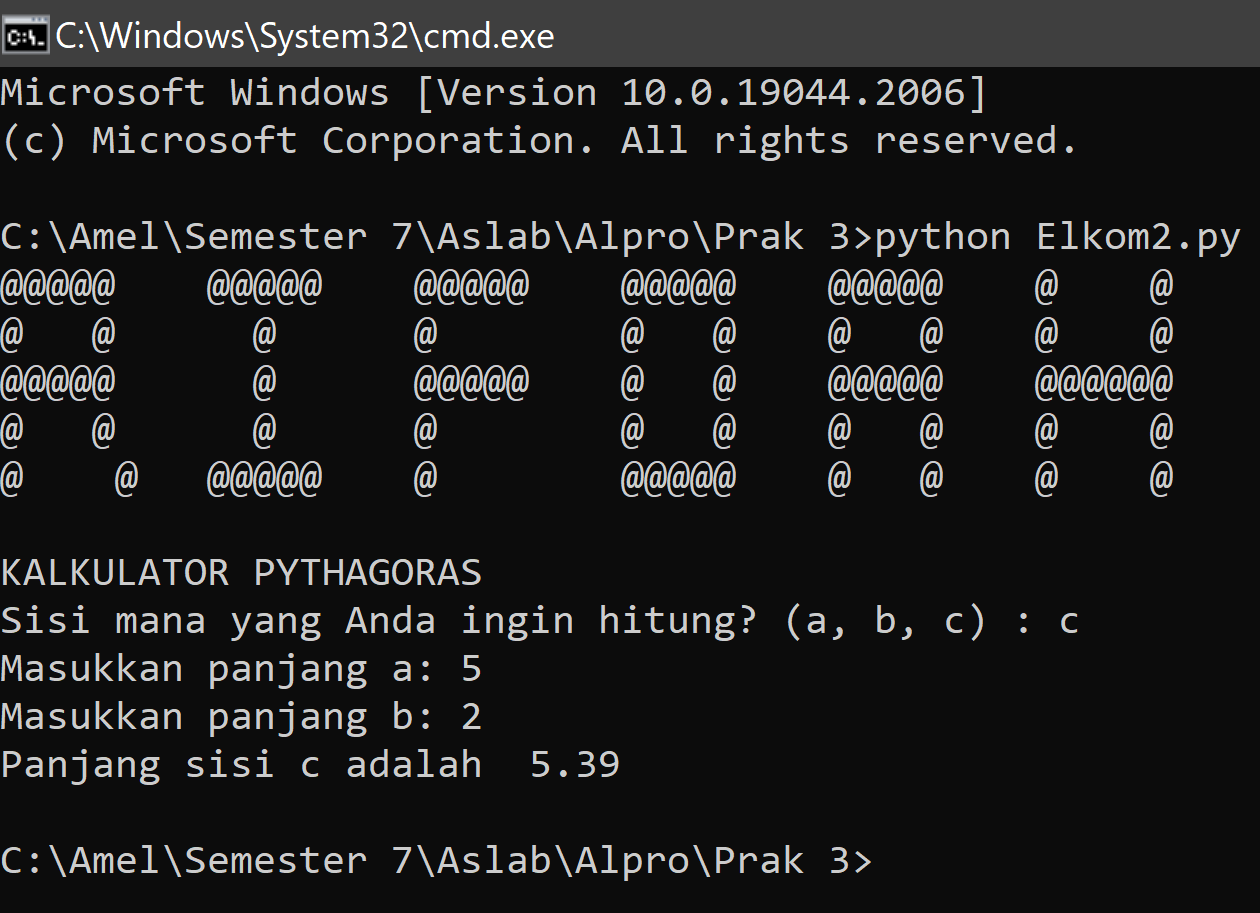 C:\Windows\System32\cmd.exe
Microsoft Windows [Version 10.0.19044.2006]
(c) Microsoft Corporation. All rights reserved.
C:\Amel\Semester 7\Aslab\Alpro\Prak 3>python Elkom2.py
@@@@@    @@@@@    @@@@@    @@@@@    @@@@@    @    @
@   @      @      @        @   @    @   @    @    @
@@@@@      @      @@@@@    @   @    @@@@@    @@@@@@
@   @      @      @        @   @    @   @    @    @
@    @   @@@@@    @        @@@@@    @   @    @    @
KALKULATOR PYTHAGORAS
Sisi mana yang Anda ingin hitung? (a, b, c) : c
Masukkan panjang a: 5
Masukkan panjang b: 2
Panjang sisi c adalah  5.39
C:\Amel\Semester 7\Aslab\Alpro\Prak 3>